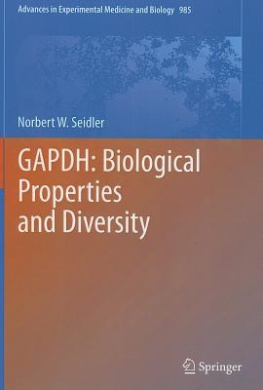 Advances in Experimental Medicine and Biology 985
Norbert W. Seidler
GAPDH: Biological
Properties
and Diversity
Springer